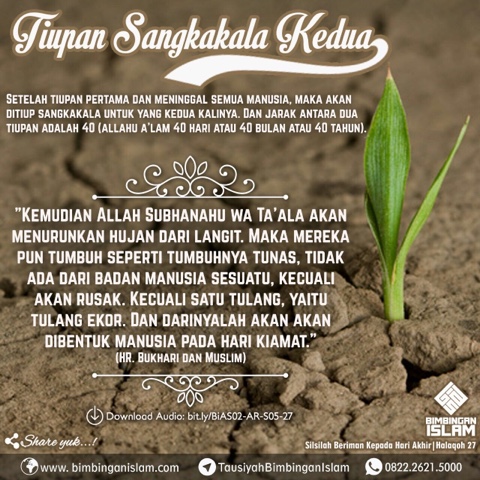 Tiupan Sangkakala Kedua
Setelah tiupan pertama dan meninggal semua manusia, maka akan
ditiup sangkakala untuk yang kedua kalinya. Dan jarak antara dua
tiupan adalah 40 (Allahu a'lam 40 hari atau 40 bulan atau 40 tahun).
"Kemudian Allah Subhanahu wa Ta'ala akan
menurunkan hujan dari langit. Maka mereka
pun tumbuh seperti tumbuhnya tunas, tidak
ada dari badan manusia sesuatu, kecuali
akan rusak. Kecuali satu tulang, yaitu
tulang ekor. Dan darinyalah akan akan
dibentuk manusia pada hari kiamat."
(HR. Bukhari dan Muslim)
Download Audio: bit.ly/BiAS02-AR-S05-27
BIMBINGAN
ISLAM
Share yuk...!
Silsilah Beriman Kepada Hari Akhir|Halaqoh 27
www. bimbinganislam.com
TausiyahBimbinganIslam
0822.2621.5000